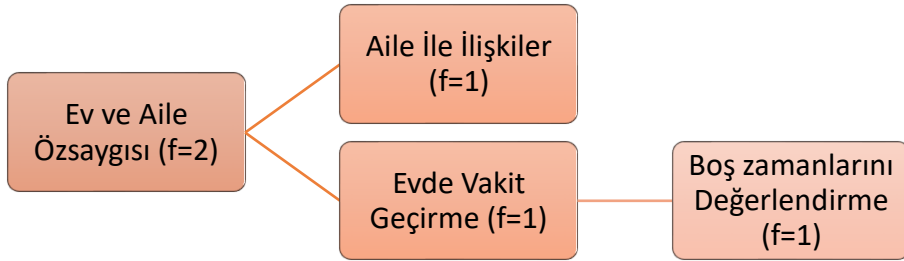 Ev ve Aile
Özsaygısı (f=2)
Aile İle İlişkiler
(f=1)
Evde Vakit
Geçirme (f=1)
Boş zamanlarını
Değerlendirme
(f=1)